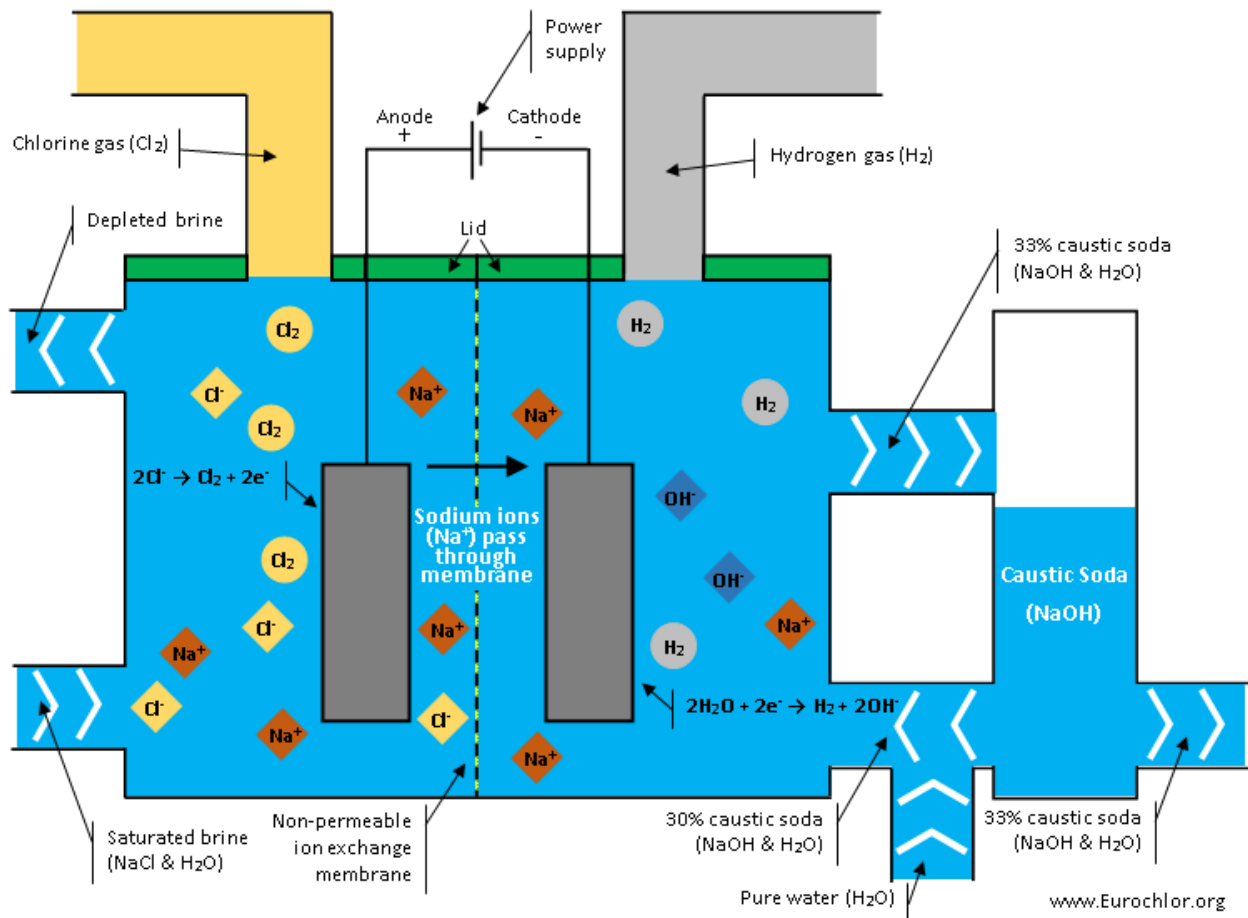 Power
supply
Anode
+
Cathode
-
Chlorine gas (Cl₂)
Hydrogen gas (H₂)
Depleted brine
Lid
33% caustic soda
(NaOH & H₂O)
Cl₂
H₂
Cl⁻
Na⁺
Na⁺
H₂
Cl₂
2Cl⁻ → Cl₂ + 2e⁻
OH⁻
Sodium ions
(Na⁺) pass
through
membrane
Cl₂
OH⁻
Caustic Soda
(NaOH)
Cl⁻
Na⁺
Na⁺
Na⁺
H₂
Cl⁻
Cl⁻
2H₂O + 2e⁻ → H₂ + 2OH⁻
Na⁺
Na⁺
Saturated brine
(NaCl & H₂O)
Non-permeable
ion exchange
membrane
30% caustic soda
(NaOH & H₂O)
33% caustic soda
(NaOH & H₂O)
Pure water (H₂O)
www.Eurochlor.org